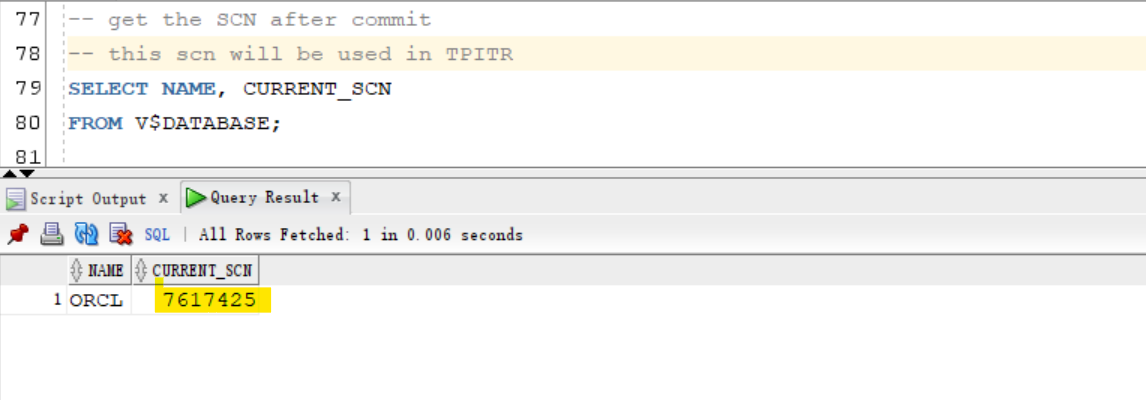 77 -- get the SCN after commit
78 -- this scn will be used in TPITR
79 SELECT NAME, CURRENT_SCN
80 FROM V$DATABASE;
81
Script Output x Query Result x
SQL | All Rows Fetched: 1 in 0.006 seconds
NAME CURRENT_SCN
1 ORCL 7617425